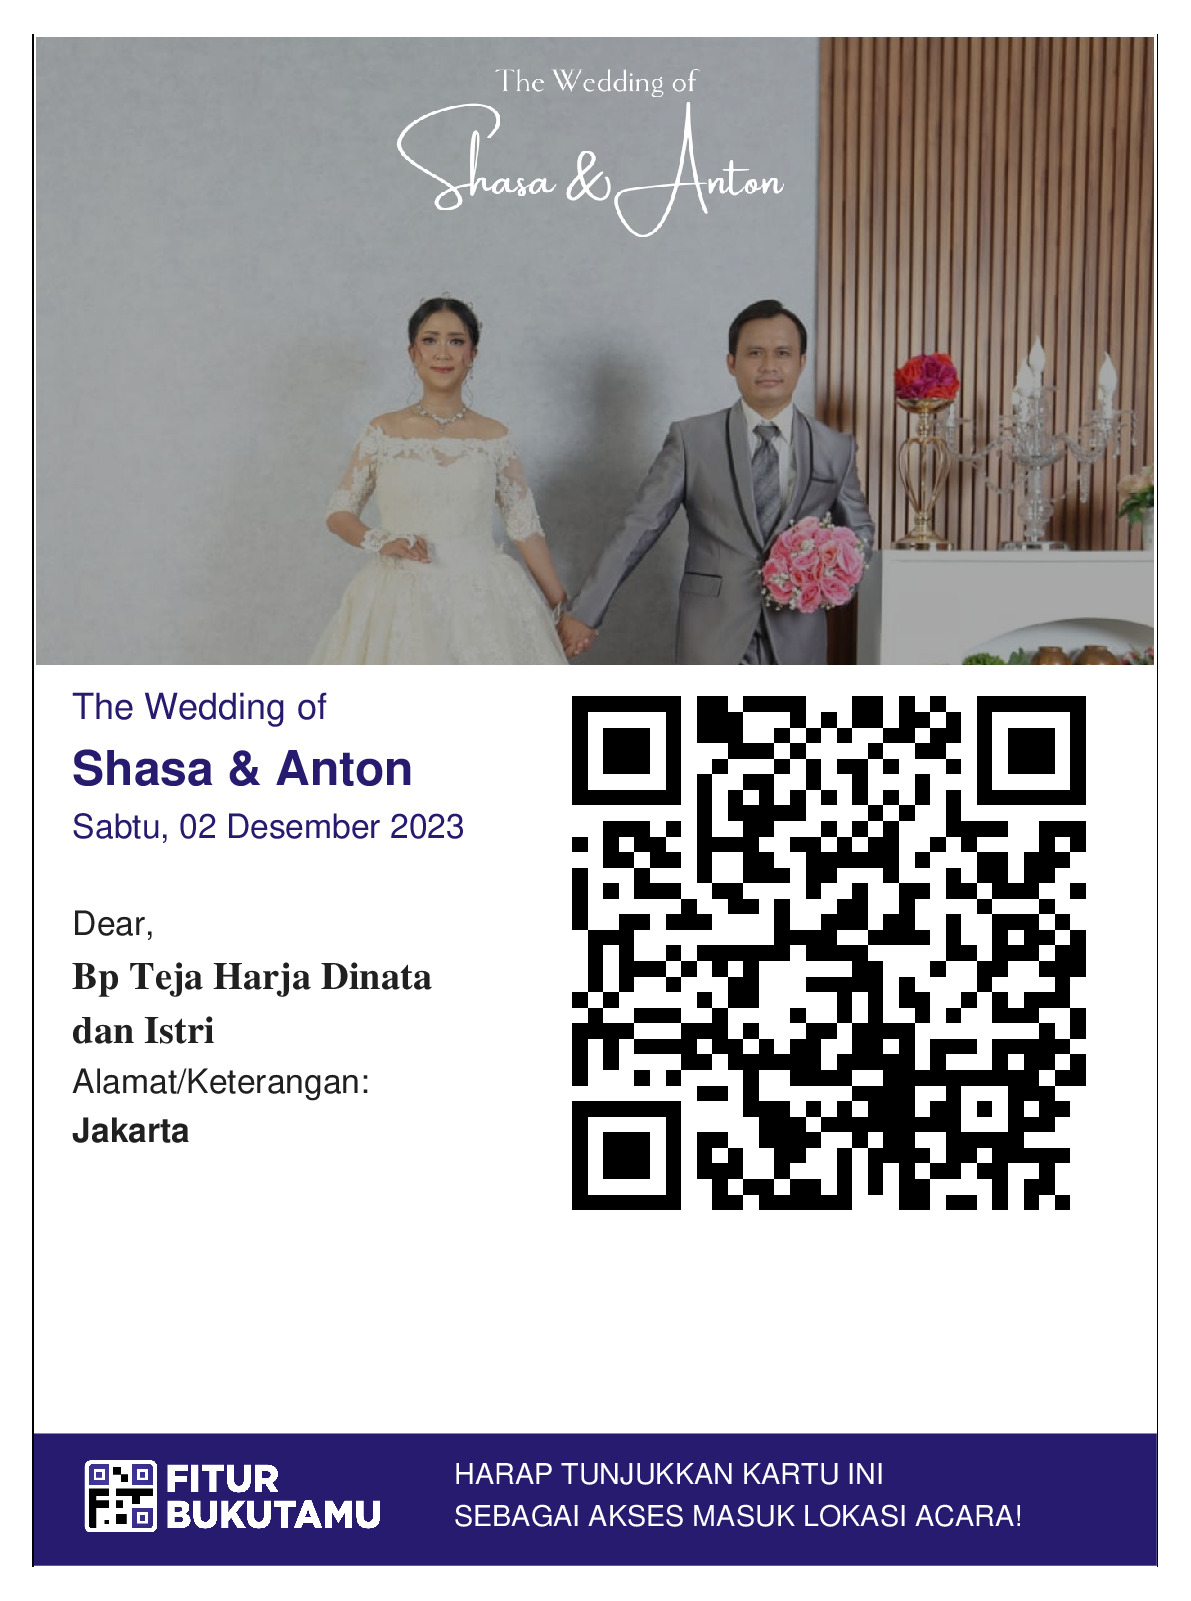 The Wedding of
Shasa & Anton
The Wedding of
Shasa & Anton
Sabtu, 02 Desember 2023
Dear,
Bp Teja Harja Dinata
dan Istri
Alamat/Keterangan:
Jakarta
FITUR
BUKUTAMU
HARAP TUNJUKKAN KARTU INI
SEBAGAI AKSES MASUK LOKASI ACARA!